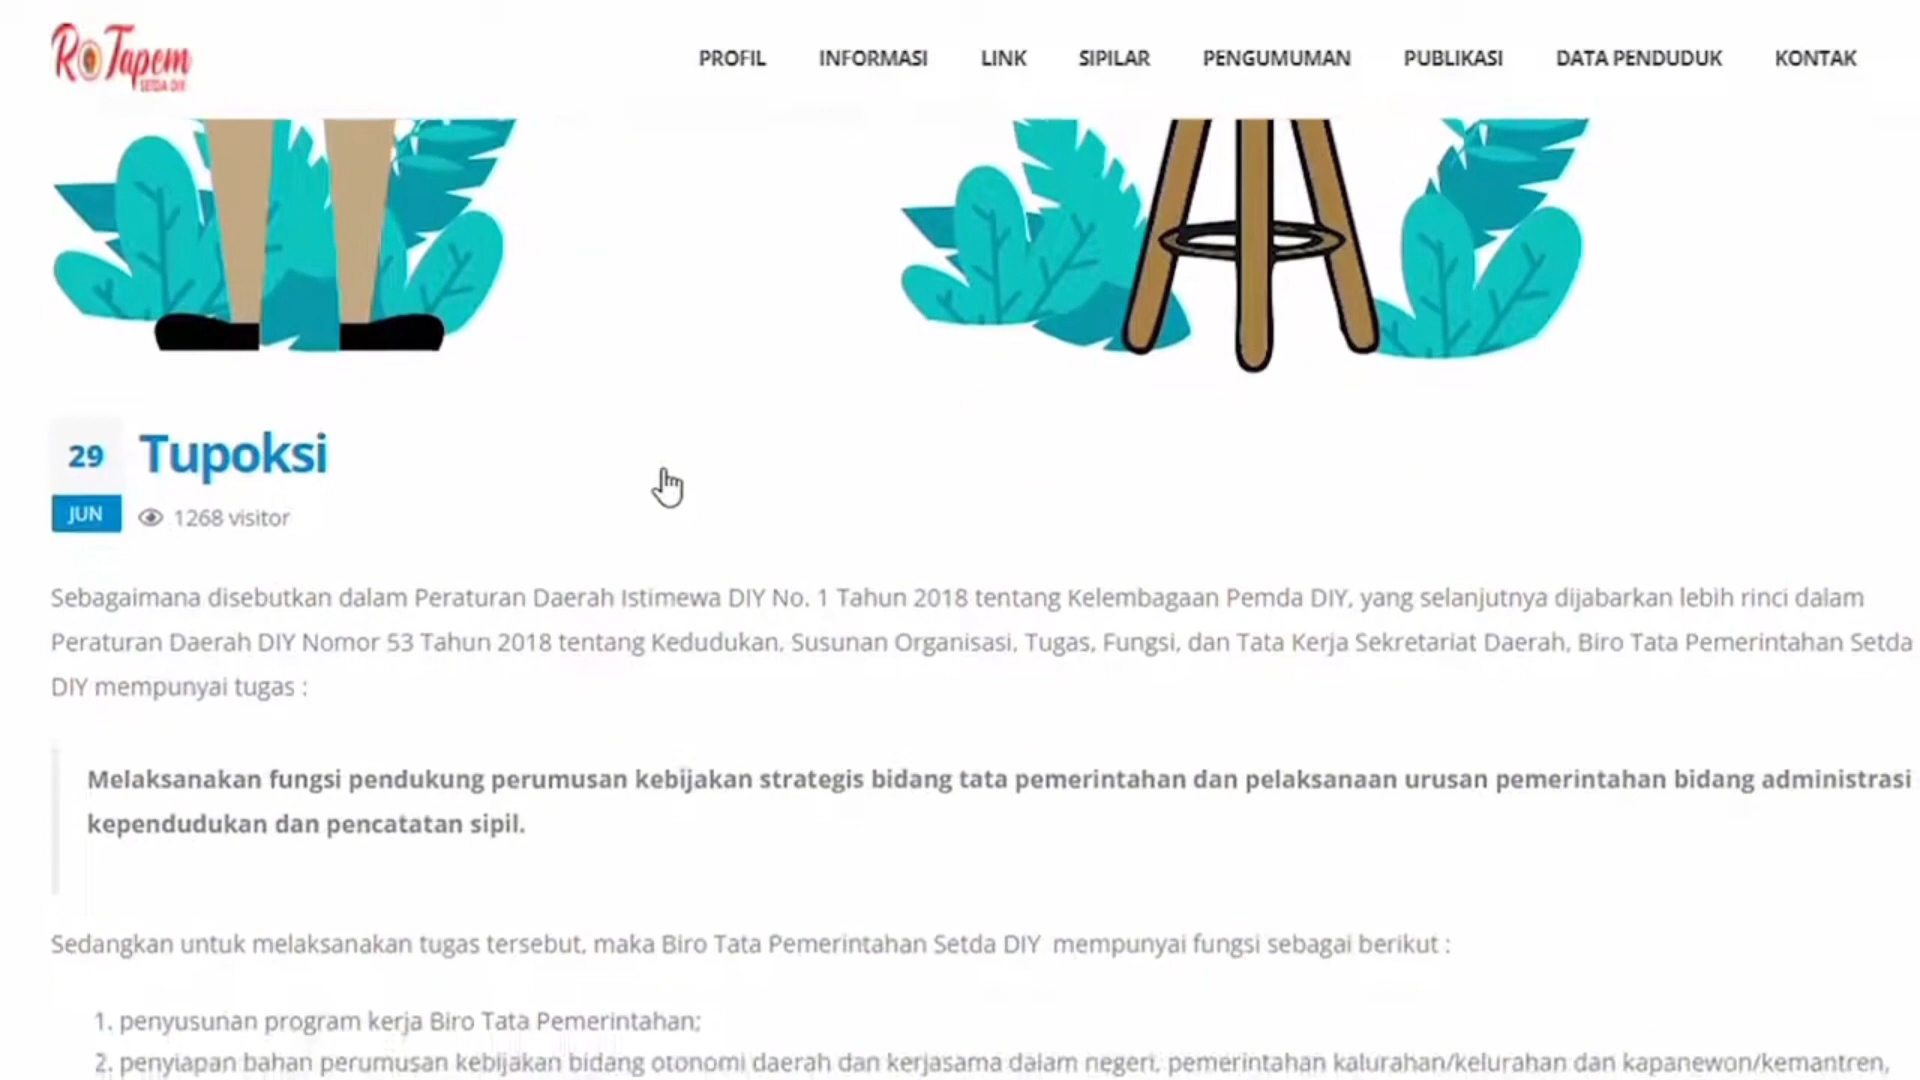 Ro Tapem
SETDA DIY
PROFIL INFORMASI LINK SIPILAR PENGUMUMAN PUBLIKASI DATA PENDUDUK KONTAK
29
JUN
Tupoksi
1268 visitor
Sebagaimana disebutkan dalam Peraturan Daerah Istimewa DIY No. 1 Tahun 2018 tentang Kelembagaan Pemda DIY, yang selanjutnya dijabarkan lebih rinci dalam
Peraturan Daerah DIY Nomor 53 Tahun 2018 tentang Kedudukan, Susunan Organisasi, Tugas, Fungsi, dan Tata Kerja Sekretariat Daerah, Biro Tata Pemerintahan Setda
DIY mempunyai tugas :
Melaksanakan fungsi pendukung perumusan kebijakan strategis bidang tata pemerintahan dan pelaksanaan urusan pemerintahan bidang administrasi
kependudukan dan pencatatan sipil.
Sedangkan untuk melaksanakan tugas tersebut, maka Biro Tata Pemerintahan Setda DIY mempunyai fungsi sebagai berikut :
1. penyusunan program kerja Biro Tata Pemerintahan;
2. penyiapan bahan perumusan kebijakan bidang otonomi daerah dan kerjasama dalam negeri, pemerintahan kalurahan/kelurahan dan kapanewon/kemantren,